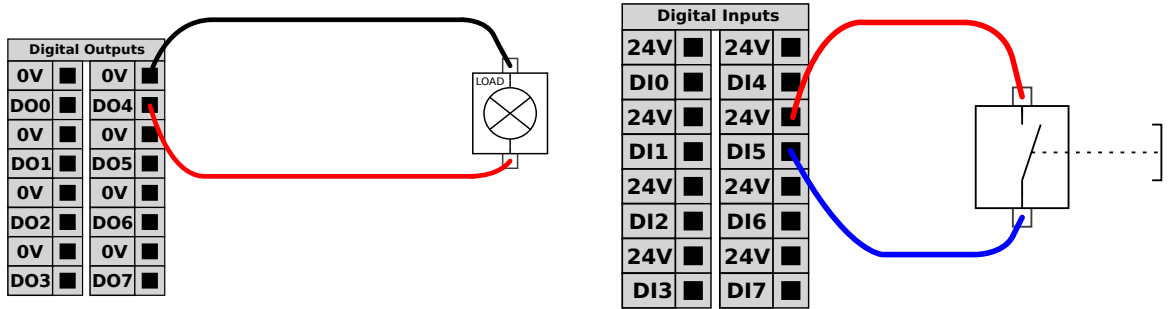 Digital Outputs
0V 0V
DO0 DO4
0V 0V
DO1 DO5
0V 0V
DO2 DO6
0V 0V
DO3 DO7
LOAD
Digital Inputs
24V 24V
DI0 DI4
24V 24V
DI1 DI5
24V 24V
DI2 DI6
24V 24V
DI3 DI7